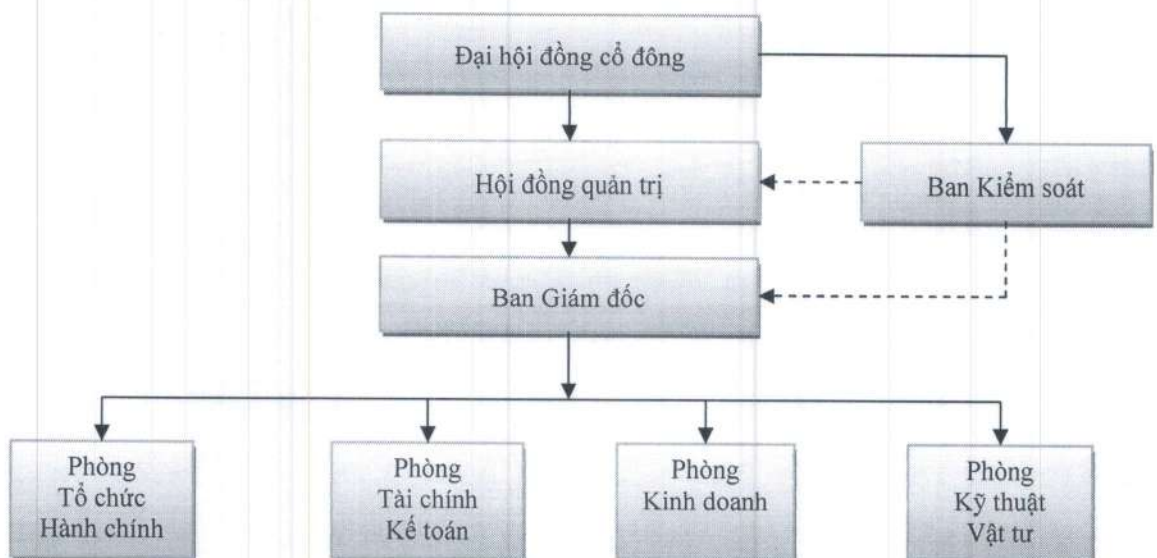 Đại hội đồng cổ đông
Hội đồng quản trị
Ban Kiểm soát
Ban Giám đốc
Phòng
Tổ chức
Hành chính
Phòng
Tài chính
Kế toán
Phòng
Kinh doanh
Phòng
Kỹ thuật
Vật tư